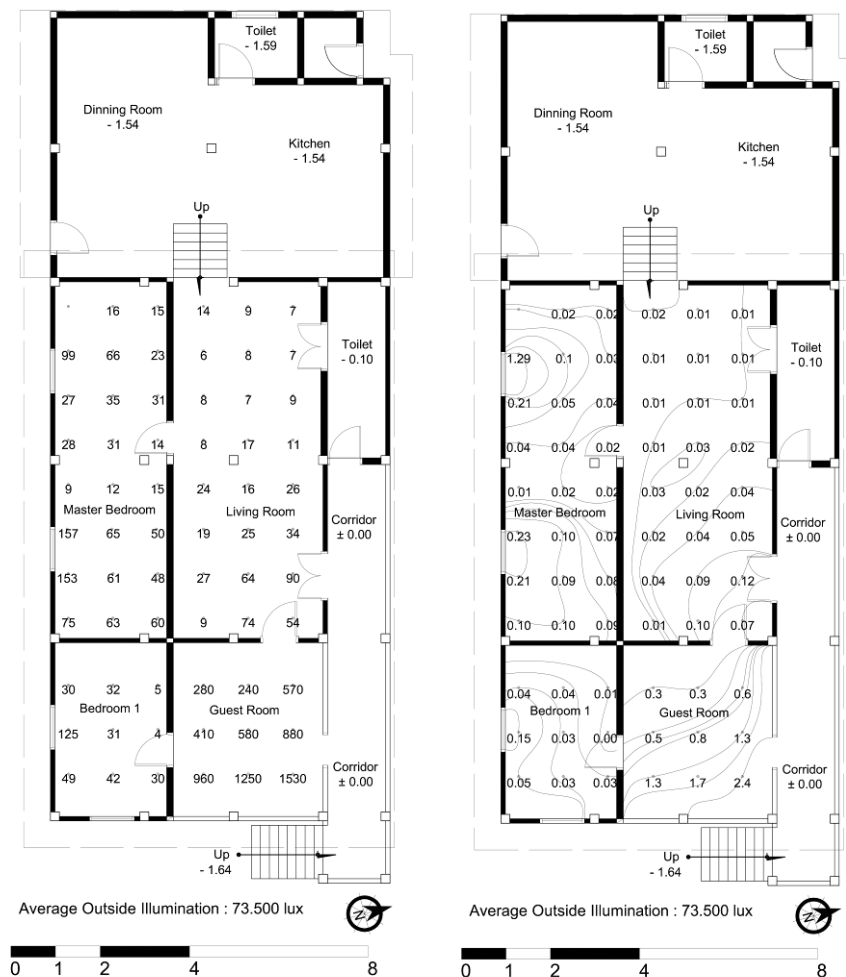 Toilet
- 1.59
Dinning Room
- 1.54
Kitchen
- 1.54
Up
16 15 14 9 7
Toilet
- 0.10
99 66 23 6 8 7
27 35 31 8 7 9
28 31 14 8 17 11
9 12 15 24 16 26
Master Bedroom
Living Room
Corridor
± 0.00
157 65 50 19 25 34
153 61 48 27 64 90
75 63 60 9 74 54
30 32 5 280 240 570
Bedroom 1
Guest Room
125 31 4 410 580 880
49 42 30 960 1250 1530
Corridor
± 0.00
Up
- 1.64
Average Outside Illumination : 73.500 lux
N
0 1 2 4 8
Toilet
- 1.59
Dinning Room
- 1.54
Kitchen
- 1.54
Up
0.02 0.02 0.02 0.01 0.01
Toilet
- 0.10
1.29 0.1 0.03 0.01 0.01 0.01
0.21 0.05 0.04 0.01 0.01 0.01
0.04 0.04 0.02 0.01 0.03 0.02
0.01 0.02 0.02 0.03 0.02 0.04
Master Bedroom
Living Room
Corridor
± 0.00
0.23 0.10 0.07 0.02 0.04 0.05
0.21 0.09 0.08 0.04 0.09 0.12
0.10 0.10 0.09 0.01 0.10 0.07
0.04 0.04 0.01 0.3 0.3 0.6
Bedroom 1
Guest Room
0.15 0.03 0.00 0.5 0.8 1.3
0.05 0.03 0.03 1.3 1.7 2.4
Corridor
± 0.00
Up
- 1.64
Average Outside Illumination : 73.500 lux
N
0 1 2 4 8